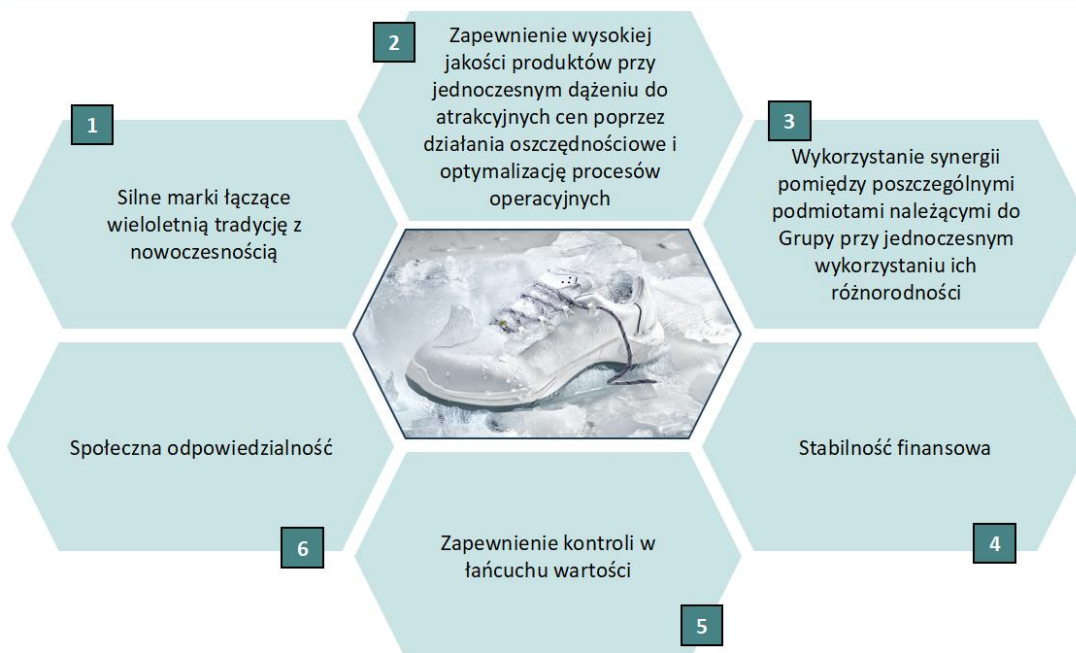 1
Silne marki łączące
wieloletnią tradycję z
nowoczesnością
2
Zapewnienie wysokiej
jakości produktów przy
jednoczesnym dążeniu do
atrakcyjnych cen poprzez
działania oszczędnościowe i
optymalizację procesów
operacyjnych
3
Wykorzystanie synergii
pomiędzy poszczególnymi
podmiotami należącymi do
Grupy przy jednoczesnym
wykorzystaniu ich
różnorodności
Stabilność finansowa
4
Zapewnienie kontroli w
łańcuchu wartości
5
Społeczna odpowiedzialność
6